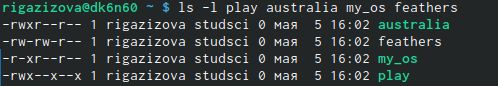 rigazizova@dk6n60 ~ $ ls -l play australia my_os feathers
-rwxr--r-- 1 rigazizova studsci 0 мая  5 16:02 australia
-rw-rw-r-- 1 rigazizova studsci 0 мая  5 16:02 feathers
-r-xr--r-- 1 rigazizova studsci 0 мая  5 16:02 my_os
-rwx--x--x 1 rigazizova studsci 0 мая  5 16:02 play